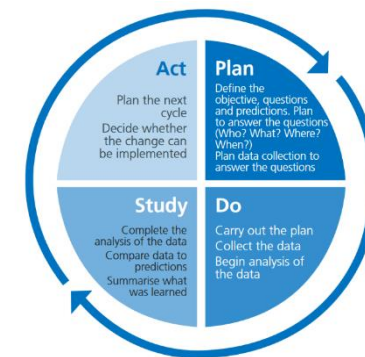 Act
Plan the next
cycle
Decide whether
the change can
be implemented
Plan
Define the
objective, questions
and predictions. Plan
to answer the questions
(Who? What? Where?
When?)
Plan data collection to
answer the questions
Study
Complete the
analysis of the data
Compare data to
predictions
Summarise what
was learned
Do
Carry out the plan
Collect the data
Begin analysis of
the data